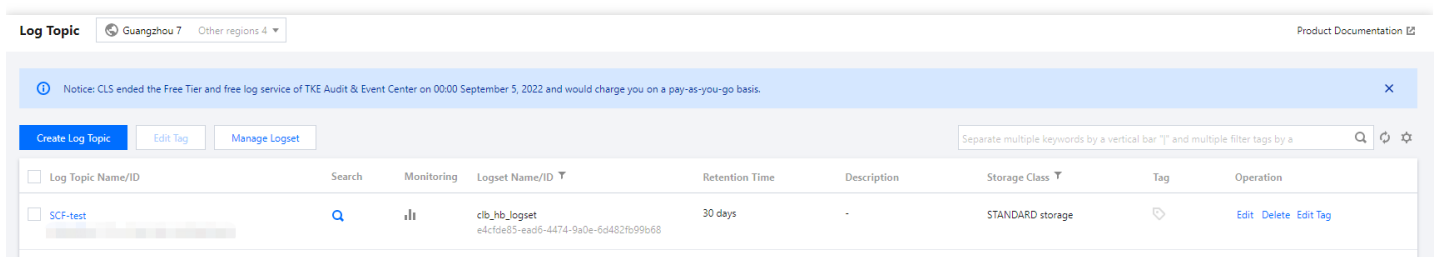 Log Topic Guangzhou 7 Other regions 4 Product Documentation
Notice: CLS ended the Free Tier and free log service of TKE Audit & Event Center on 00:00 September 5, 2022 and would charge you on a pay-as-you-go basis.
Create Log Topic Edit Tag Manage Logset Separate multiple keywords by a vertical bar "|" and multiple filter tags by a
Log Topic Name/ID Search Monitoring Logset Name/ID Retention Time Description Storage Class Tag Operation
SCF-test clb_hb_logset 30 days - STANDARD storage Edit Delete Edit Tag
e4cfde85-ead6-4474-9a0e-6d482fb99b68